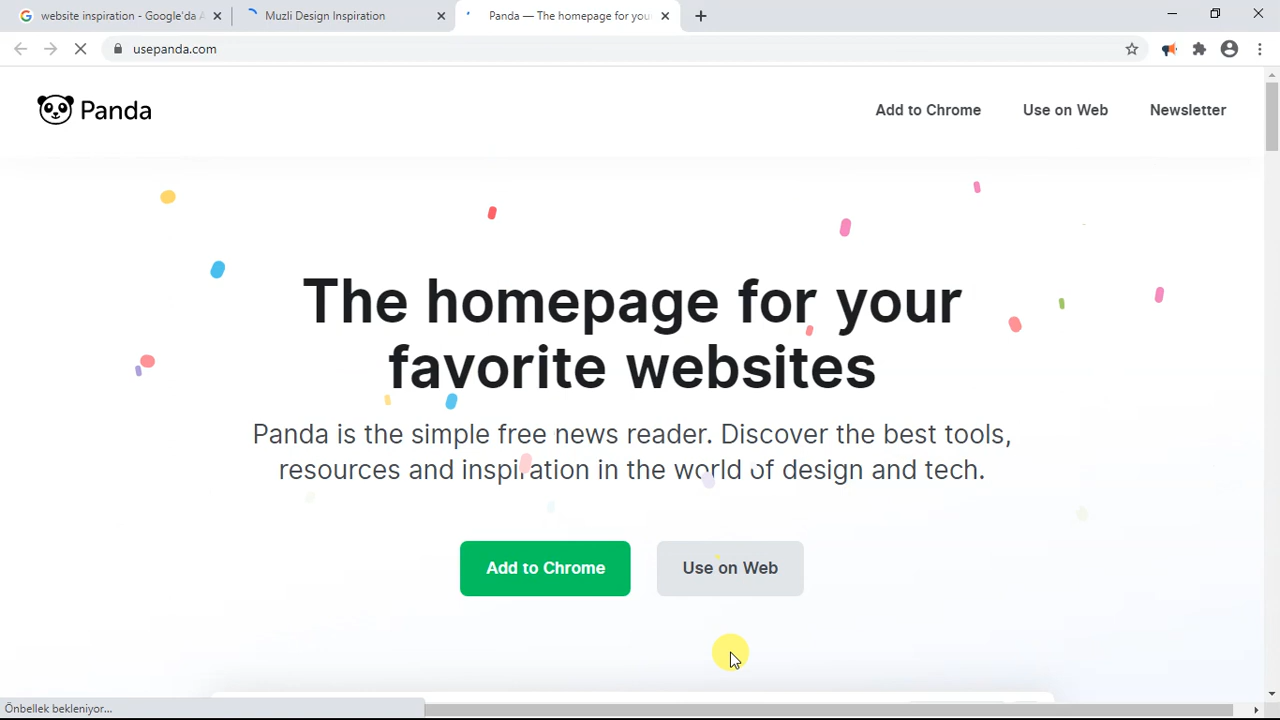 website inspiration - Google'da A
Muzli Design Inspiration
Panda — The homepage for you
usepanda.com
Panda
Add to Chrome
Use on Web
Newsletter
The homepage for your
favorite websites
Panda is the simple free news reader. Discover the best tools,
resources and inspiration in the world of design and tech.
Add to Chrome
Use on Web
Önbellek bekleniyor...